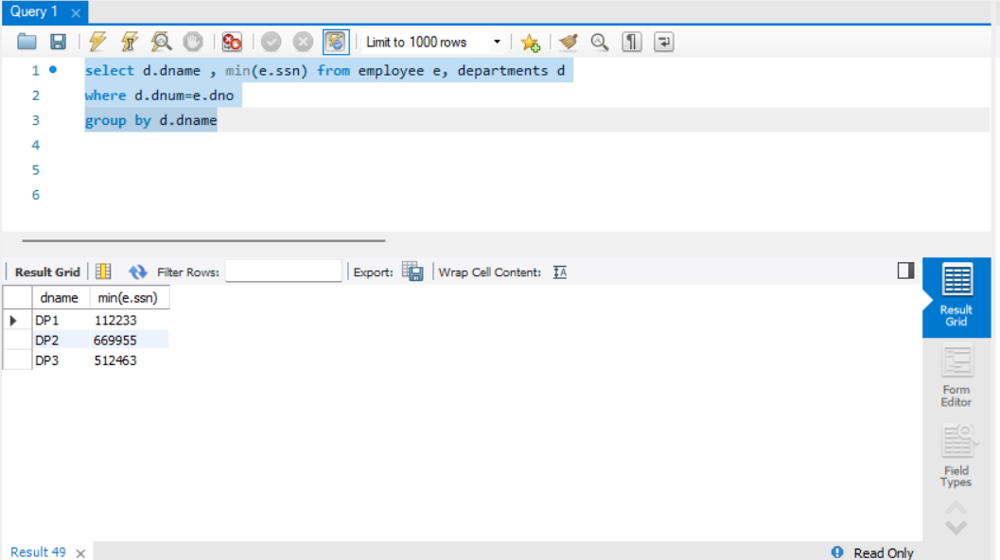 Query 1
Limit to 1000 rows
1 select d.dname , min(e.ssn) from employee e, departments d
2 where d.dnum=e.dno
3 group by d.dname
4
5
6
Result Grid Filter Rows: Export: Wrap Cell Content:
dname min(e.ssn)
DP1 112233
DP2 669955
DP3 512463
Result
Grid
Form
Editor
Field
Types
Result 49 Read Only